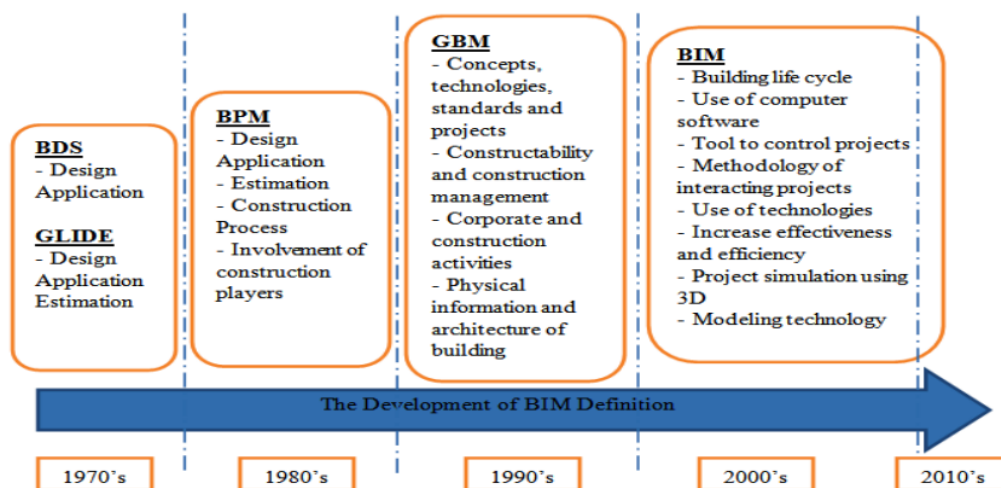 BDS
- Design
Application
GLIDE
- Design
Application
Estimation
BPM
- Design
Application
- Estimation
- Construction
Process
- Involvement of
construction
players
GBM
- Concepts,
technologies,
standards and
projects
- Constructability
and construction
management
- Corporate and
construction
activities
- Physical
information and
architecture of
building
BIM
- Building life cycle
- Use of computer
software
- Tool to control projects
- Methodology of
interacting projects
- Use of technologies
- Increase effectiveness
and efficiency
- Project simulation using
3D
- Modeling technology
The Development of BIM Definition
1970's
1980's
1990's
2000's
2010's